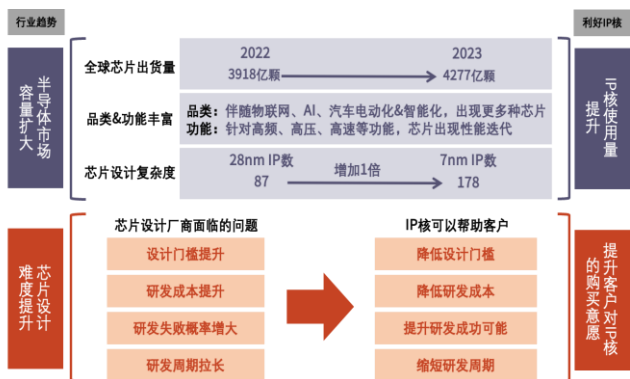 行业趋势
利好IP核
半导体市场
容量扩大
全球芯片出货量
2022
2023
3918亿颗
4277亿颗
品类&功能丰富
品类：伴随物联网、AI、汽车电动化&智能化，出现更多种芯片
功能：针对高频、高压、高速等功能，芯片出现性能迭代
芯片设计复杂度
28nm IP数
87
增加1倍
7nm IP数
178
IP核使用量
提升
芯片设计
难度提升
芯片设计厂商面临的问题
设计门槛提升
研发成本提升
研发失败概率增大
研发周期拉长
IP核可以帮助客户
降低设计门槛
降低研发成本
提升研发成功可能
缩短研发周期
提升客户对IP核
的购买意愿